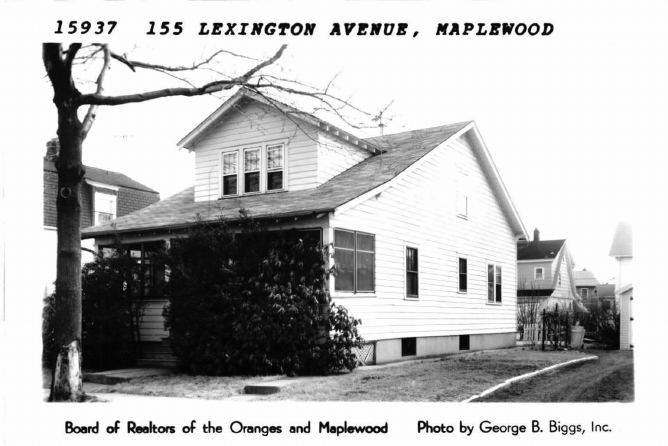 15937 155 LEXINGTON AVENUE, MAPLEWOOD
Board of Realtors of the Oranges and Maplewood Photo by George B. Biggs, Inc.